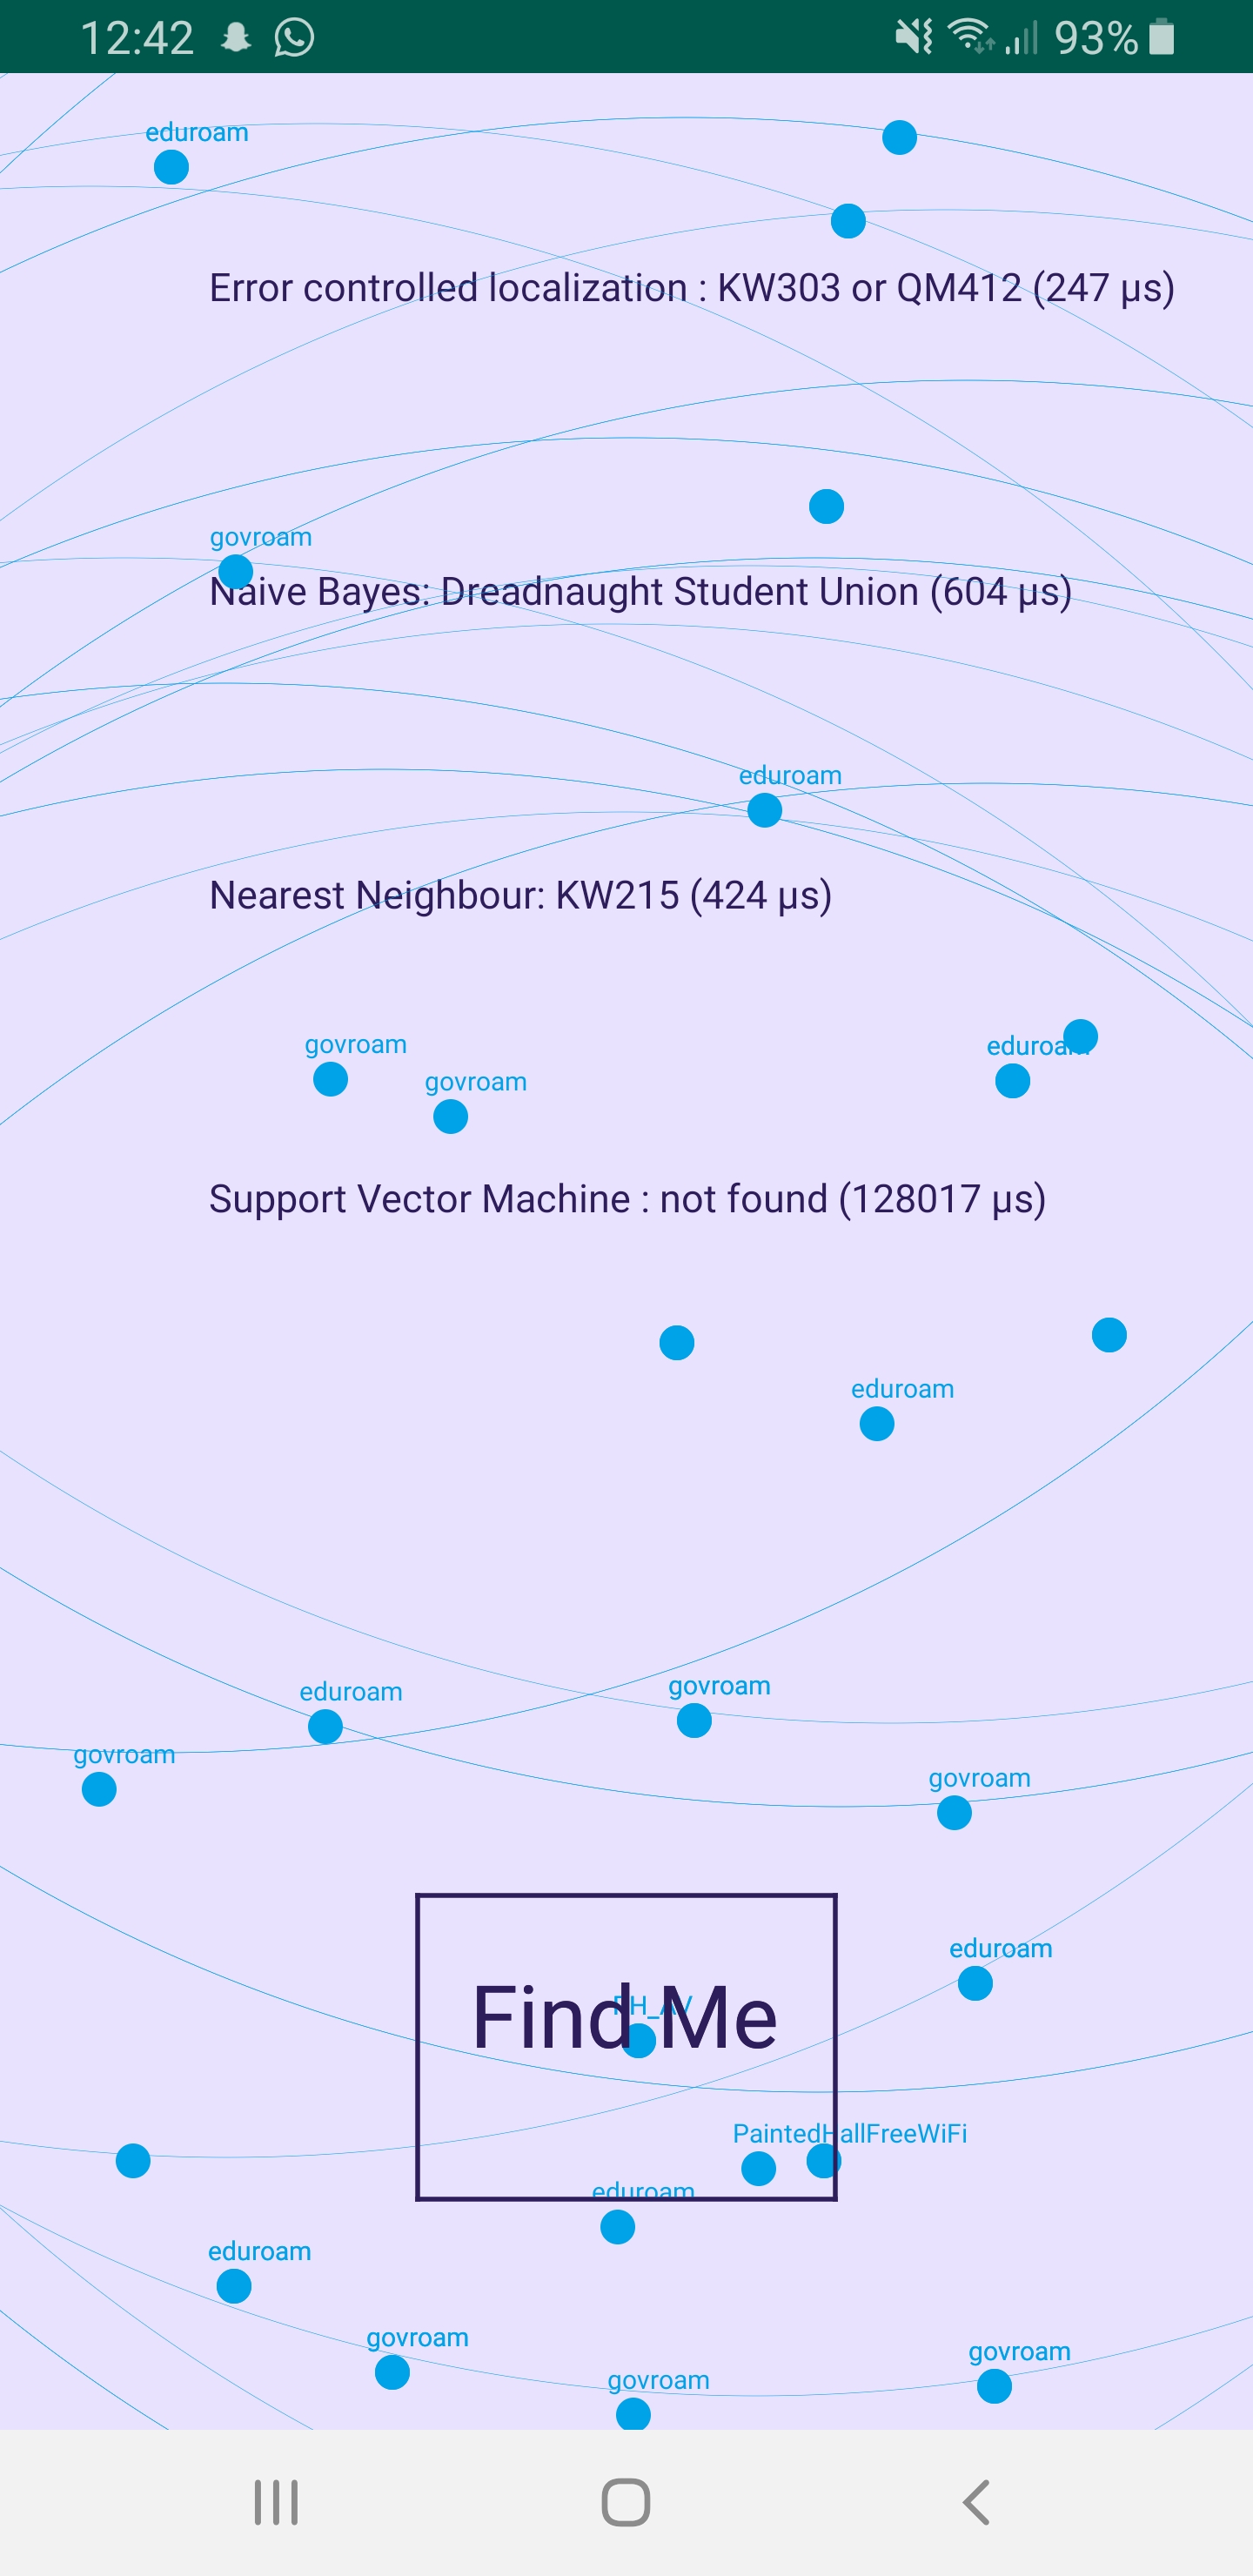 12:42
93%
eduroam
Error controlled localization : KW303 or QM412 (247 µs)
govroam
Naive Bayes: Dreadnaught Student Union (604 µs)
eduroam
Nearest Neighbour: KW215 (424 µs)
govroam
eduroam
govroam
Support Vector Machine : not found (128017 µs)
eduroam
govroam
eduroam
govroam
govroam
eduroam
Find Me
PaintedHallFreeWiFi
eduroam
eduroam
govroam
govroam
govroam